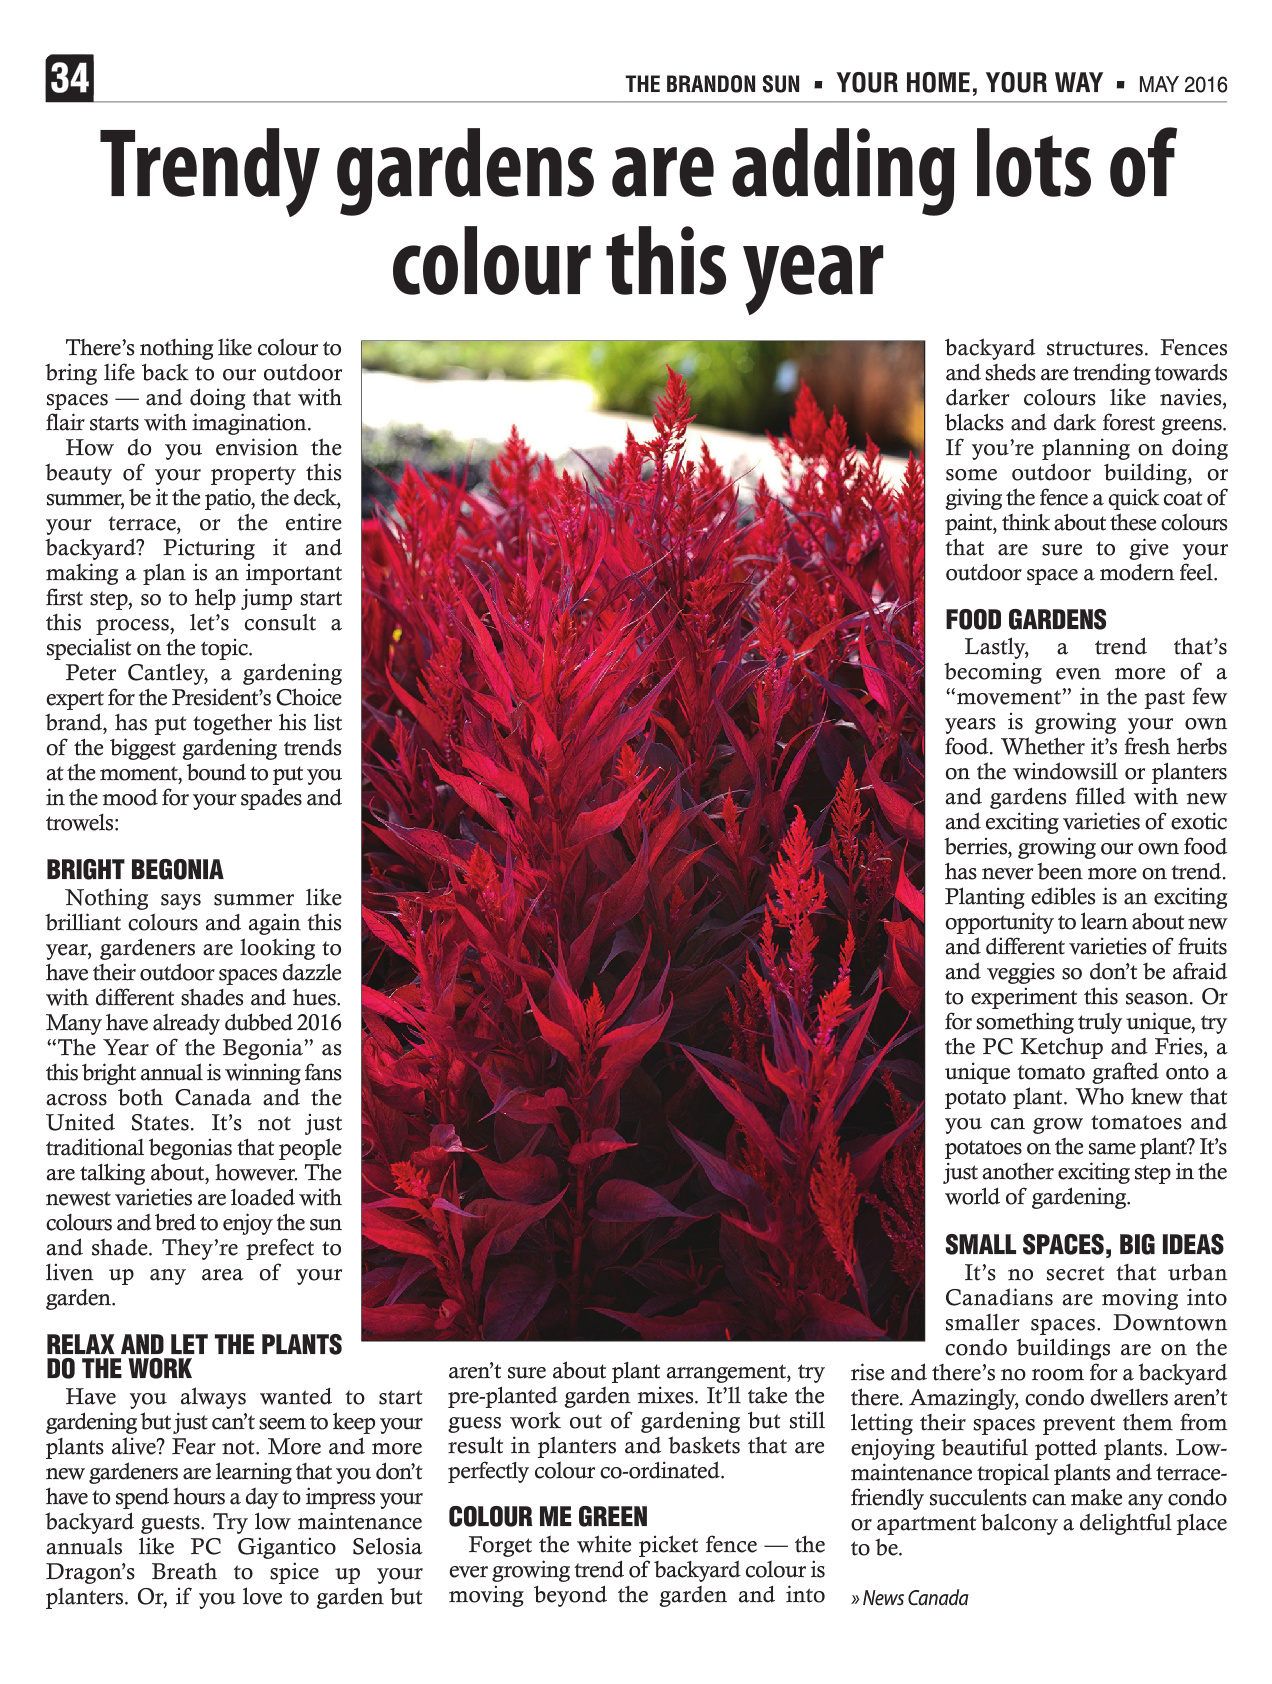 34
THE BRANDON SUN ▪ YOUR HOME, YOUR WAY ▪ MAY 2016
Trendy gardens are adding lots of
colour this year
There's nothing like colour to
bring life back to our outdoor
spaces — and doing that with
flair starts with imagination.
How do you envision the
beauty of your property this
summer, be it the patio, the deck,
your terrace, or the entire
backyard? Picturing it and
making a plan is an important
first step, so to help jump start
this process, let's consult a
specialist on the topic.
Peter Cantley, a gardening
expert for the President's Choice
brand, has put together his list
of the biggest gardening trends
at the moment, bound to put you
in the mood for your spades and
trowels:
BRIGHT BEGONIA
Nothing says summer like
brilliant colours and again this
year, gardeners are looking to
have their outdoor spaces dazzle
with different shades and hues.
Many have already dubbed 2016
“The Year of the Begonia” as
this bright annual is winning fans
across both Canada and the
United States. It's not just
traditional begonias that people
are talking about, however. The
newest varieties are loaded with
colours and bred to enjoy the sun
and shade. They're prefect to
liven up any area of your
garden.
RELAX AND LET THE PLANTS
DO THE WORK
Have you always wanted to start
gardening but just can't seem to keep your
plants alive? Fear not. More and more
new gardeners are learning that you don't
have to spend hours a day to impress your
backyard guests. Try low maintenance
annuals like PC Gigantico Selosia
Dragon's Breath to spice up your
planters. Or, if you love to garden but
aren't sure about plant arrangement, try
pre-planted garden mixes. It'll take the
guess work out of gardening but still
result in planters and baskets that are
perfectly colour co-ordinated.
COLOUR ME GREEN
Forget the white picket fence — the
ever growing trend of backyard colour is
moving beyond the garden and into
backyard structures. Fences
and sheds are trending towards
darker colours like navies,
blacks and dark forest greens.
If you're planning on doing
some outdoor building, or
giving the fence a quick coat of
paint, think about these colours
that are sure to give your
outdoor space a modern feel.
FOOD GARDENS
Lastly, a trend that's
becoming even more of a
“movement” in the past few
years is growing your own
food. Whether it's fresh herbs
on the windowsill or planters
and gardens filled with new
and exciting varieties of exotic
berries, growing our own food
has never been more on trend.
Planting edibles is an exciting
opportunity to learn about new
and different varieties of fruits
and veggies so don't be afraid
to experiment this season. Or
for something truly unique, try
the PC Ketchup and Fries, a
unique tomato grafted onto a
potato plant. Who knew that
you can grow tomatoes and
potatoes on the same plant? It's
just another exciting step in the
world of gardening.
SMALL SPACES, BIG IDEAS
It's no secret that urban
Canadians are moving into
smaller spaces. Downtown
condo buildings are on the
rise and there's no room for a backyard
there. Amazingly, condo dwellers aren't
letting their spaces prevent them from
enjoying beautiful potted plants. Low-
maintenance tropical plants and terrace-
friendly succulents can make any condo
or apartment balcony a delightful place
to be.
» News Canada